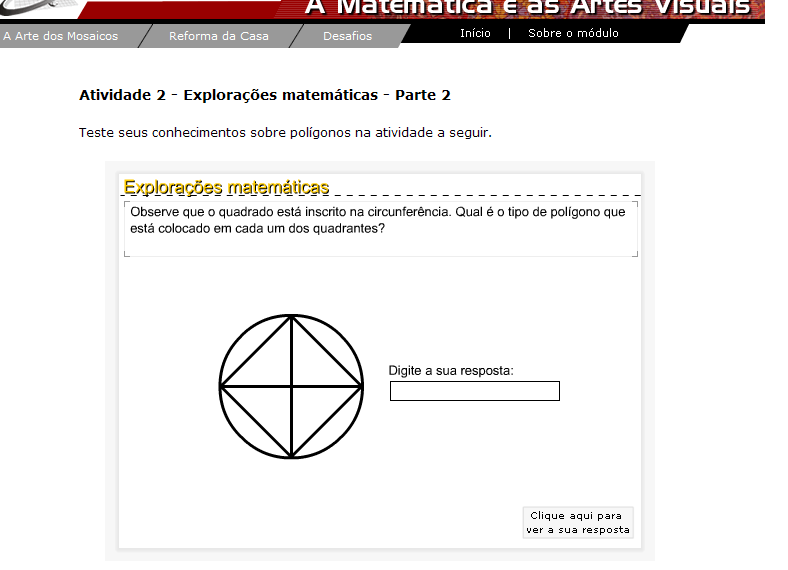 A Matemática e as Artes Visuais
A Arte dos Mosaicos
Reforma da Casa
Desafios
Início | Sobre o módulo
Atividade 2 - Explorações matemáticas - Parte 2
Teste seus conhecimentos sobre polígonos na atividade a seguir.
Explorações matemáticas
Observe que o quadrado está inscrito na circunferência. Qual é o tipo de polígono que
está colocado em cada um dos quadrantes?
Digite a sua resposta:
Clique aqui para
ver a sua resposta